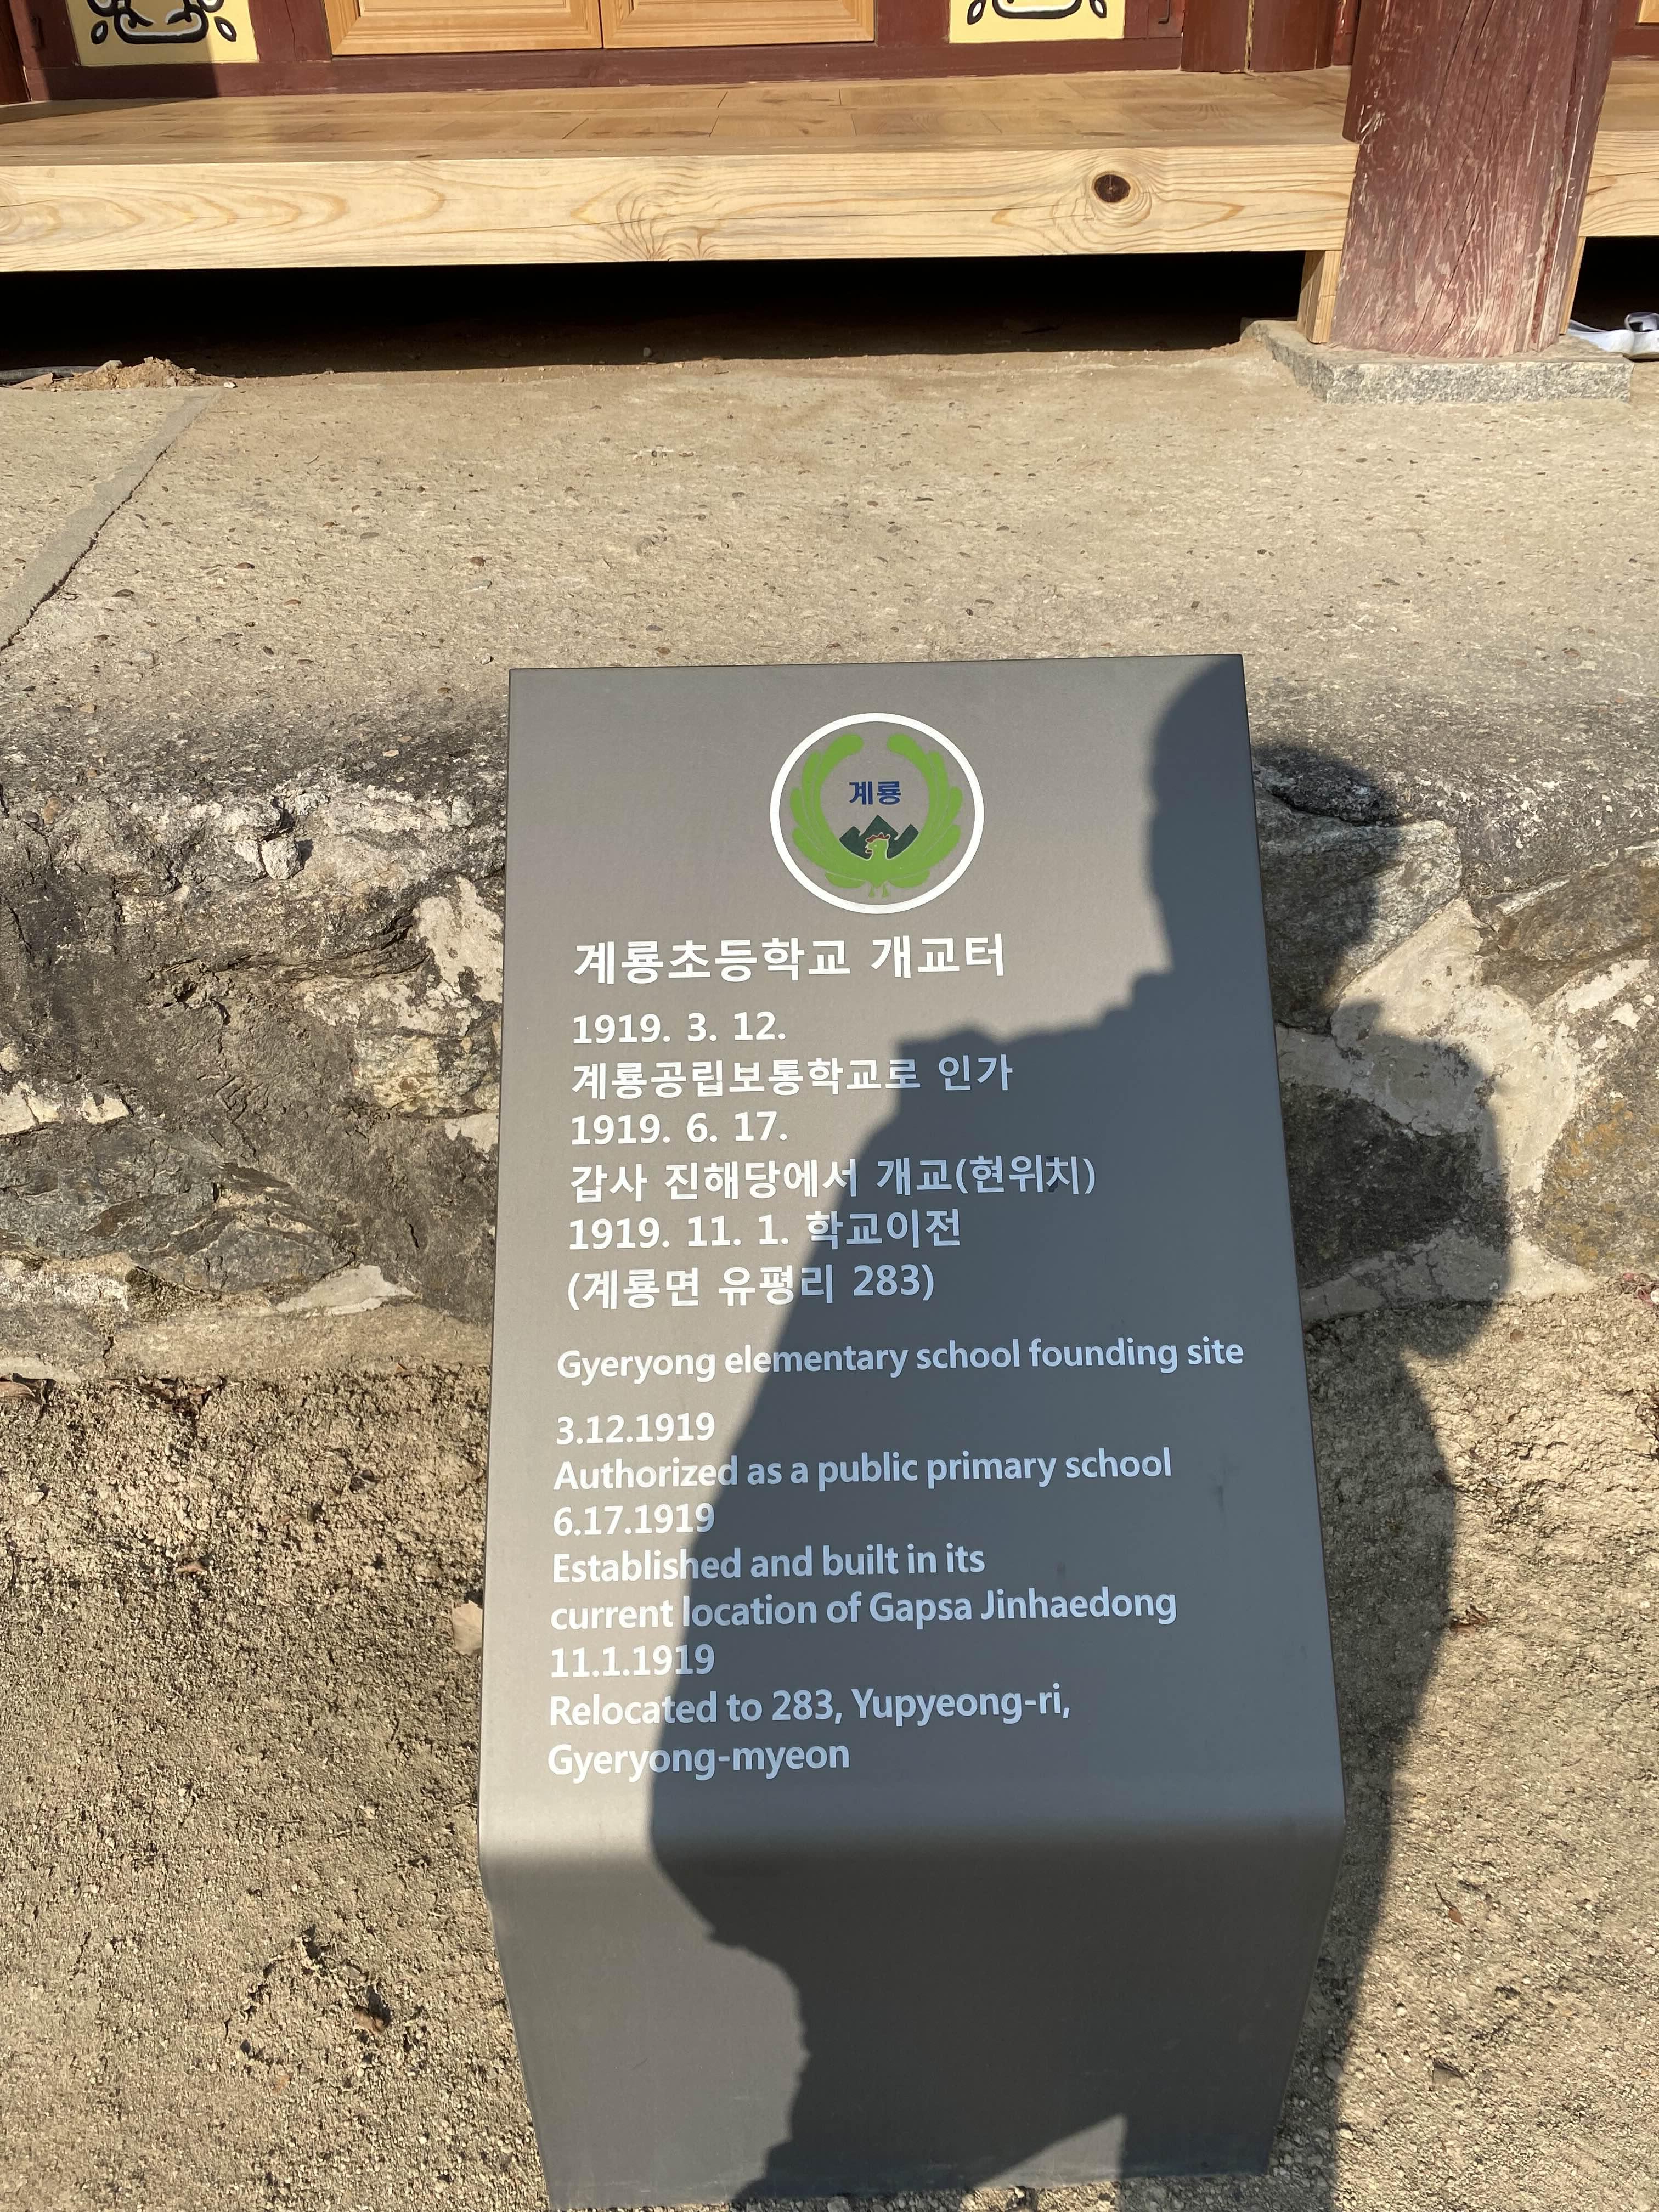 계룡
계룡초등학교 개교터
1919. 3. 12.
계룡공립보통학교로 인가
1919. 6. 17.
갑사 진해당에서 개교(현위치)
1919. 11. 1. 학교이전
(계룡면 유평리 283)
Gyeryong elementary school founding site
3.12.1919
Authorized as a public primary school
6.17.1919
Established and built in its
current location of Gapsa Jinhaedong
11.1.1919
Relocated to 283, Yupyeong-ri,
Gyeryong-myeon